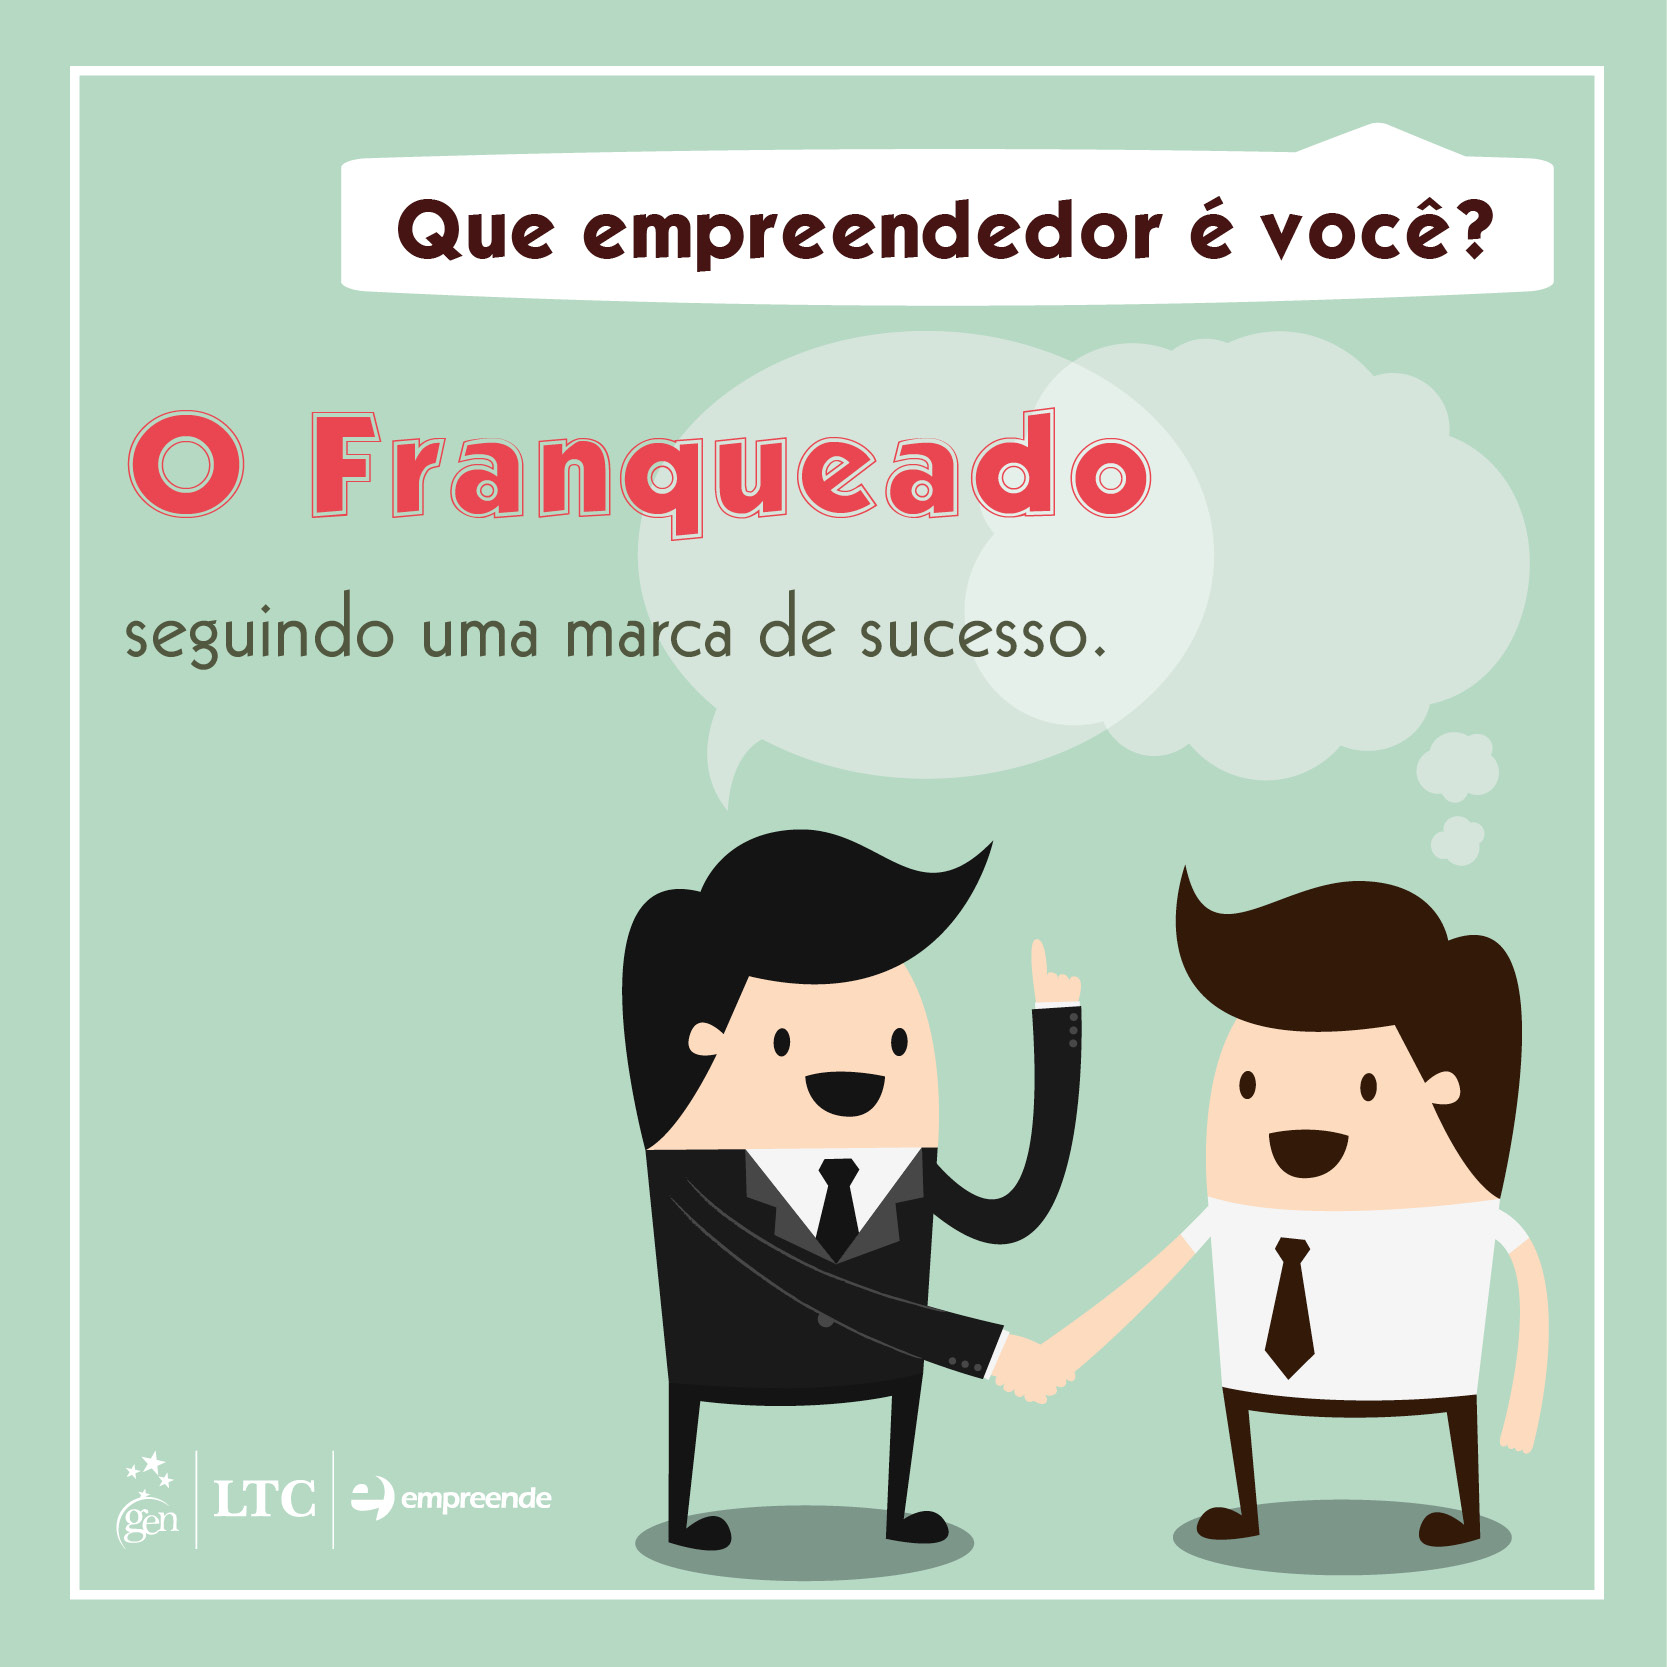 Que empreendedor é você?
O Franqueado
seguindo uma marca de sucesso.
gen
LTC
empreende